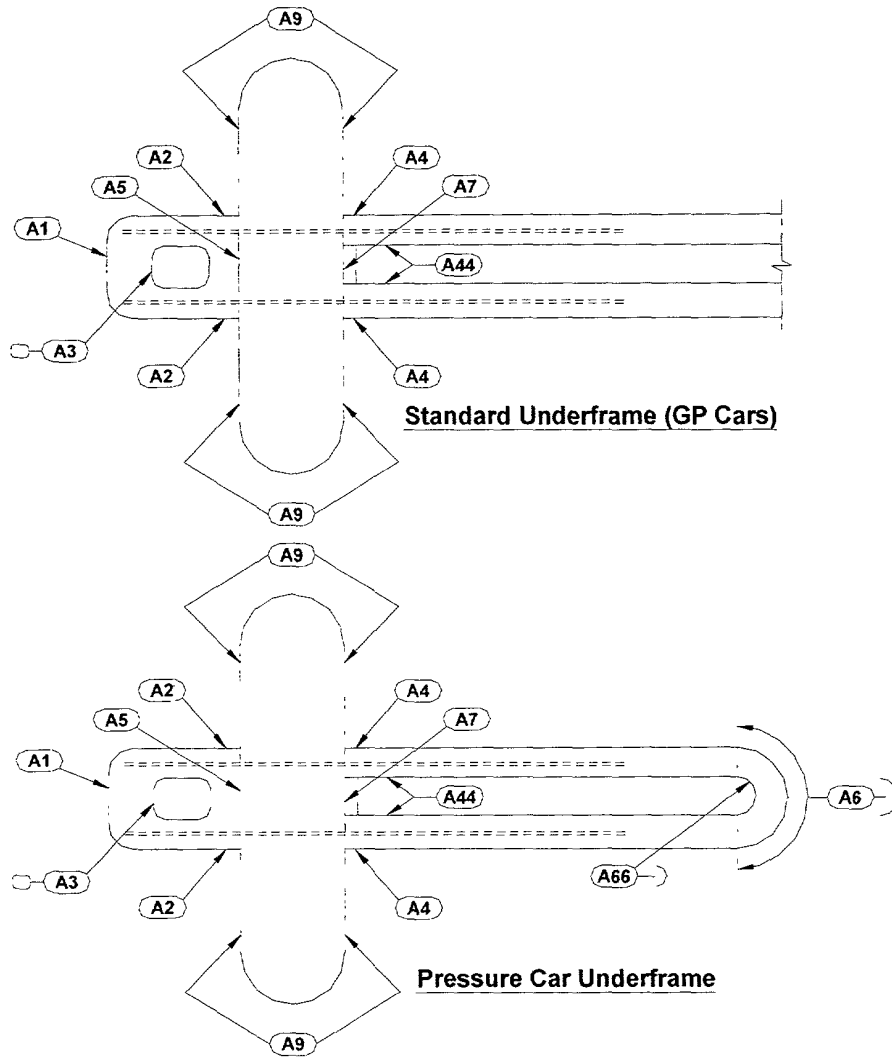 A9
A2
A4
A5
A7
A1
A44
A3
A2
A4
Standard Underframe (GP Cars)
A9
A9
A2
A4
A5
A7
A1
A44
A6
A3
A66
A2
A4
Pressure Car Underframe
A9